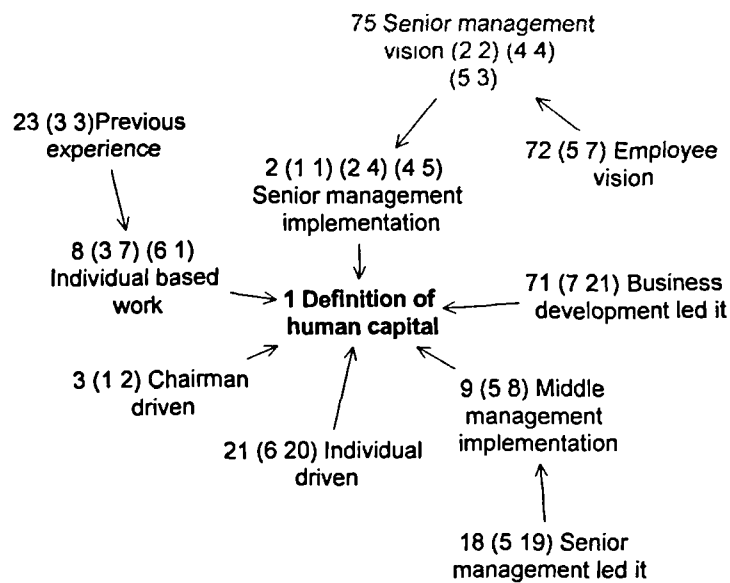 75 Senior management
vision (2 2) (4 4)
(5 3)
23 (3 3)Previous
experience
72 (5 7) Employee
vision
2 (1 1) (2 4) (4 5)
Senior management
implementation
8 (3 7) (6 1)
Individual based
work
1 Definition of
human capital
71 (7 21) Business
development led it
3 (1 2) Chairman
driven
9 (5 8) Middle
management
implementation
21 (6 20) Individual
driven
18 (5 19) Senior
management led it